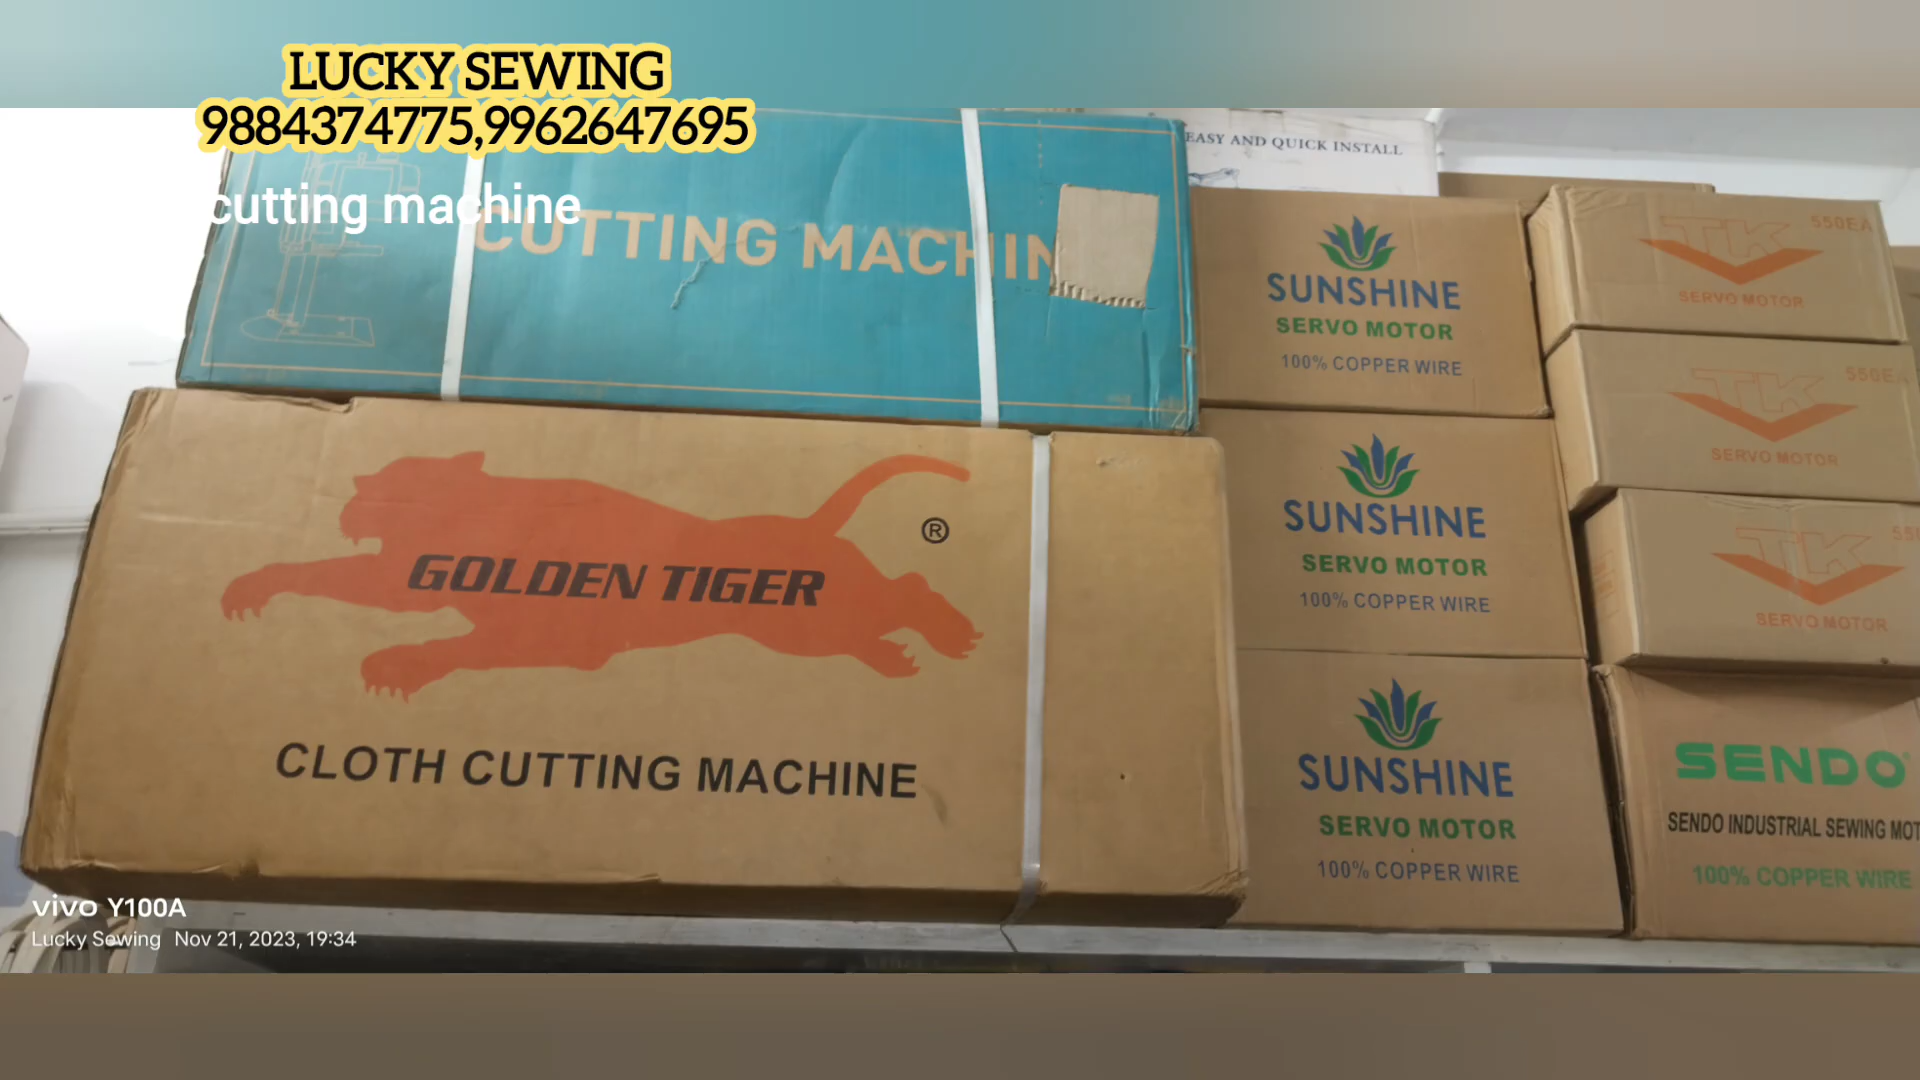 LUCKY SEWING
9884374775,9962647695
cutting machine
CUTTING MACHIN
EASY AND QUICK INSTALL
SUNSHINE
SERVO MOTOR
100% COPPER WIRE
TK
550EA
SERVO MOTOR
TK
550EA
SERVO MOTOR
GOLDEN TIGER
®
CLOTH CUTTING MACHINE
SUNSHINE
SERVO MOTOR
100% COPPER WIRE
TK
55
SERVO MOTOR
SUNSHINE
SERVO MOTOR
100% COPPER WIRE
SENDO
SENDO INDUSTRIAL SEWING MOT
100% COPPER WIRE
vivo Y100A
Lucky Sewing Nov 21, 2023, 19:34